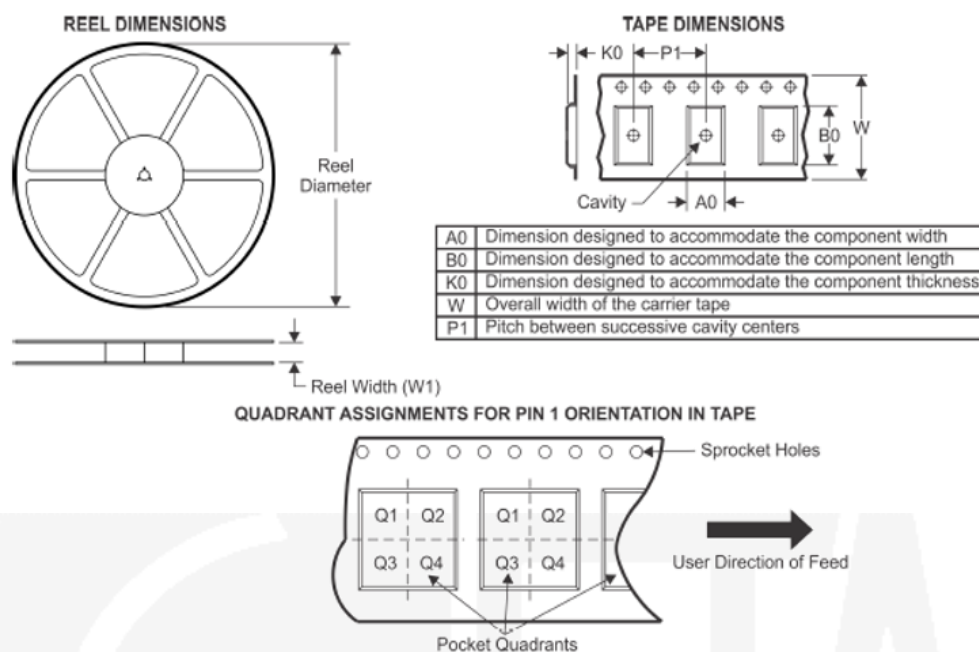 REEL DIMENSIONS
Reel
Diameter
Reel Width (W1)
TAPE DIMENSIONS
K0
P1
B0
W
Cavity
A0
A0 Dimension designed to accommodate the component width
B0 Dimension designed to accommodate the component length
K0 Dimension designed to accommodate the component thickness
W Overall width of the carrier tape
P1 Pitch between successive cavity centers
QUADRANT ASSIGNMENTS FOR PIN 1 ORIENTATION IN TAPE
Sprocket Holes
Q1 Q2 Q1 Q2
Q3 Q4 Q3 Q4
User Direction of Feed
Pocket Quadrants